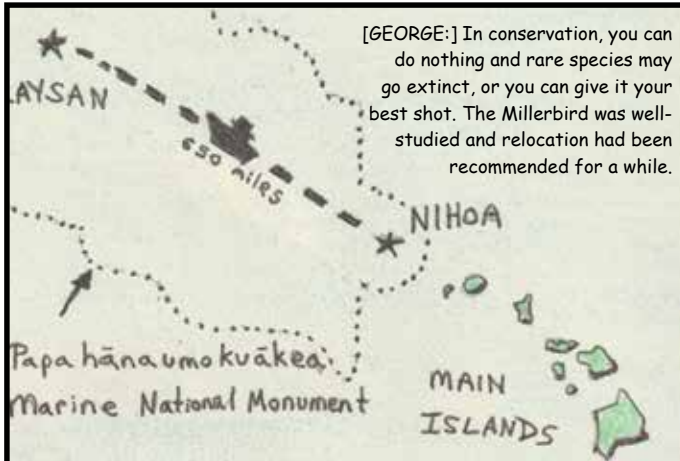 [GEORGE:] In conservation, you can
do nothing and rare species may
go extinct, or you can give it your
best shot. The Millerbird was well-
studied and relocation had been
recommended for a while.
AYSAN
650 miles
NIHOA
Papahānaumokuākea
Marine National Monument
MAIN
ISLANDS